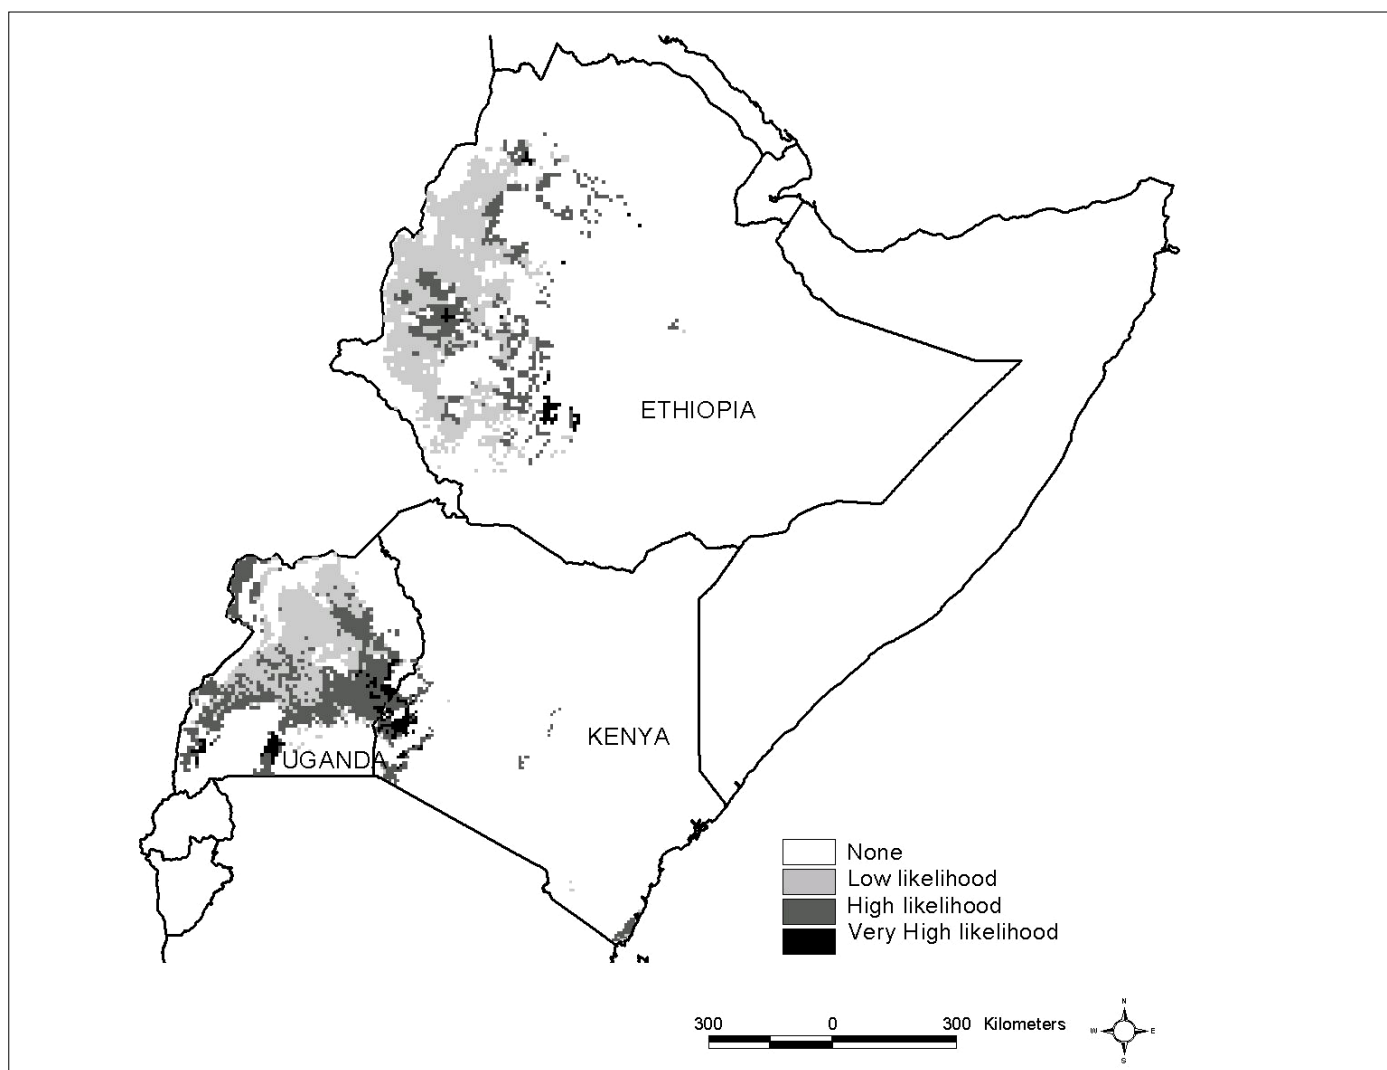 ETHIOPIA
KENYA
UGANDA
None
Low likelihood
High likelihood
Very High likelihood
300 0 300 Kilometers
N
W E
S